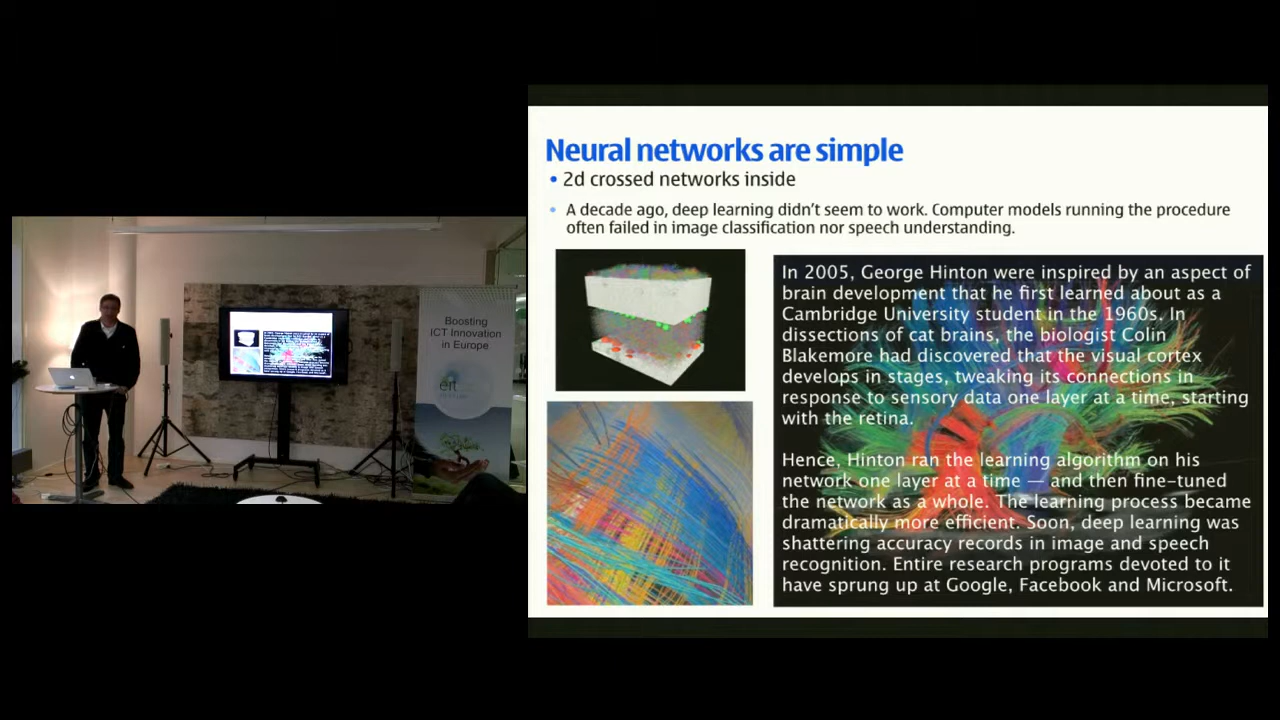 Neural networks are simple
• 2d crossed networks inside
• A decade ago, deep learning didn't seem to work. Computer models running the procedure
often failed in image classification nor speech understanding.
In 2005, George Hinton were inspired by an aspect of
brain development that he first learned about as a
Cambridge University student in the 1960s. In
dissections of cat brains, the biologist Colin
Blakemore had discovered that the visual cortex
develops in stages, tweaking its connections in
response to sensory data one layer at a time, starting
with the retina.
Hence, Hinton ran the learning algorithm on his
network one layer at a time — and then fine-tuned
the network as a whole. The learning process became
dramatically more efficient. Soon, deep learning was
shattering accuracy records in image and speech
recognition. Entire research programs devoted to it
have sprung up at Google, Facebook and Microsoft.
Boosting
ICT Innovation
in Europe